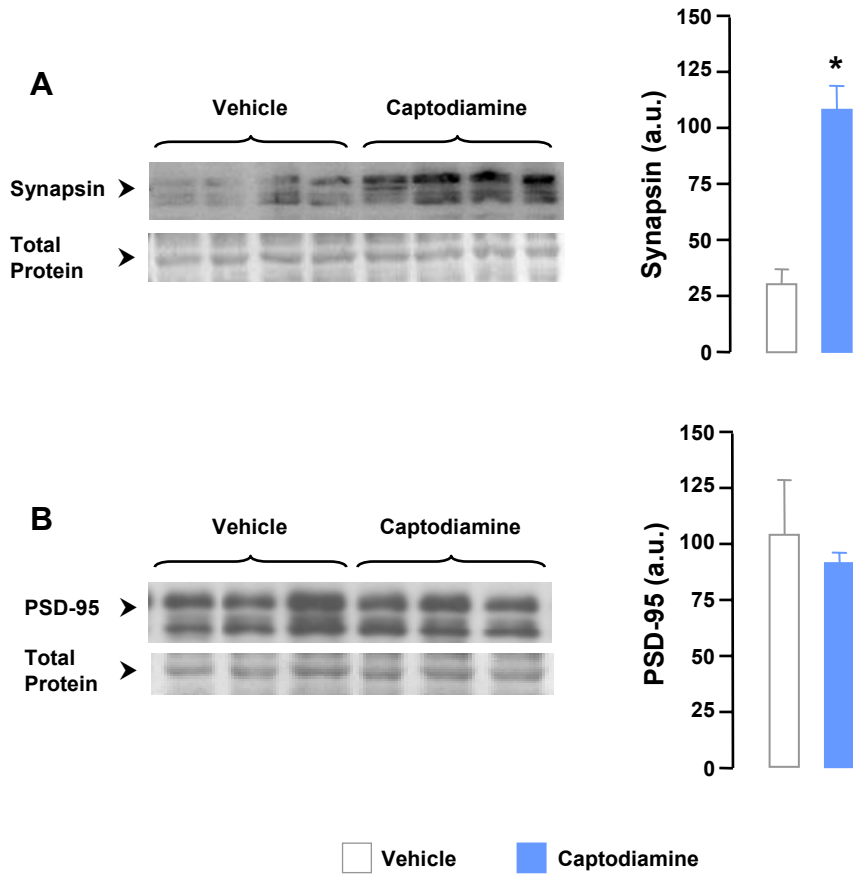 A
Vehicle
Captodiamine
Synapsin
Total
Protein
Synapsin (a.u.)
150
125
100
75
50
25
0
*
B
Vehicle
Captodiamine
PSD-95
Total
Protein
PSD-95 (a.u.)
150
125
100
75
50
25
0
Vehicle
Captodiamine